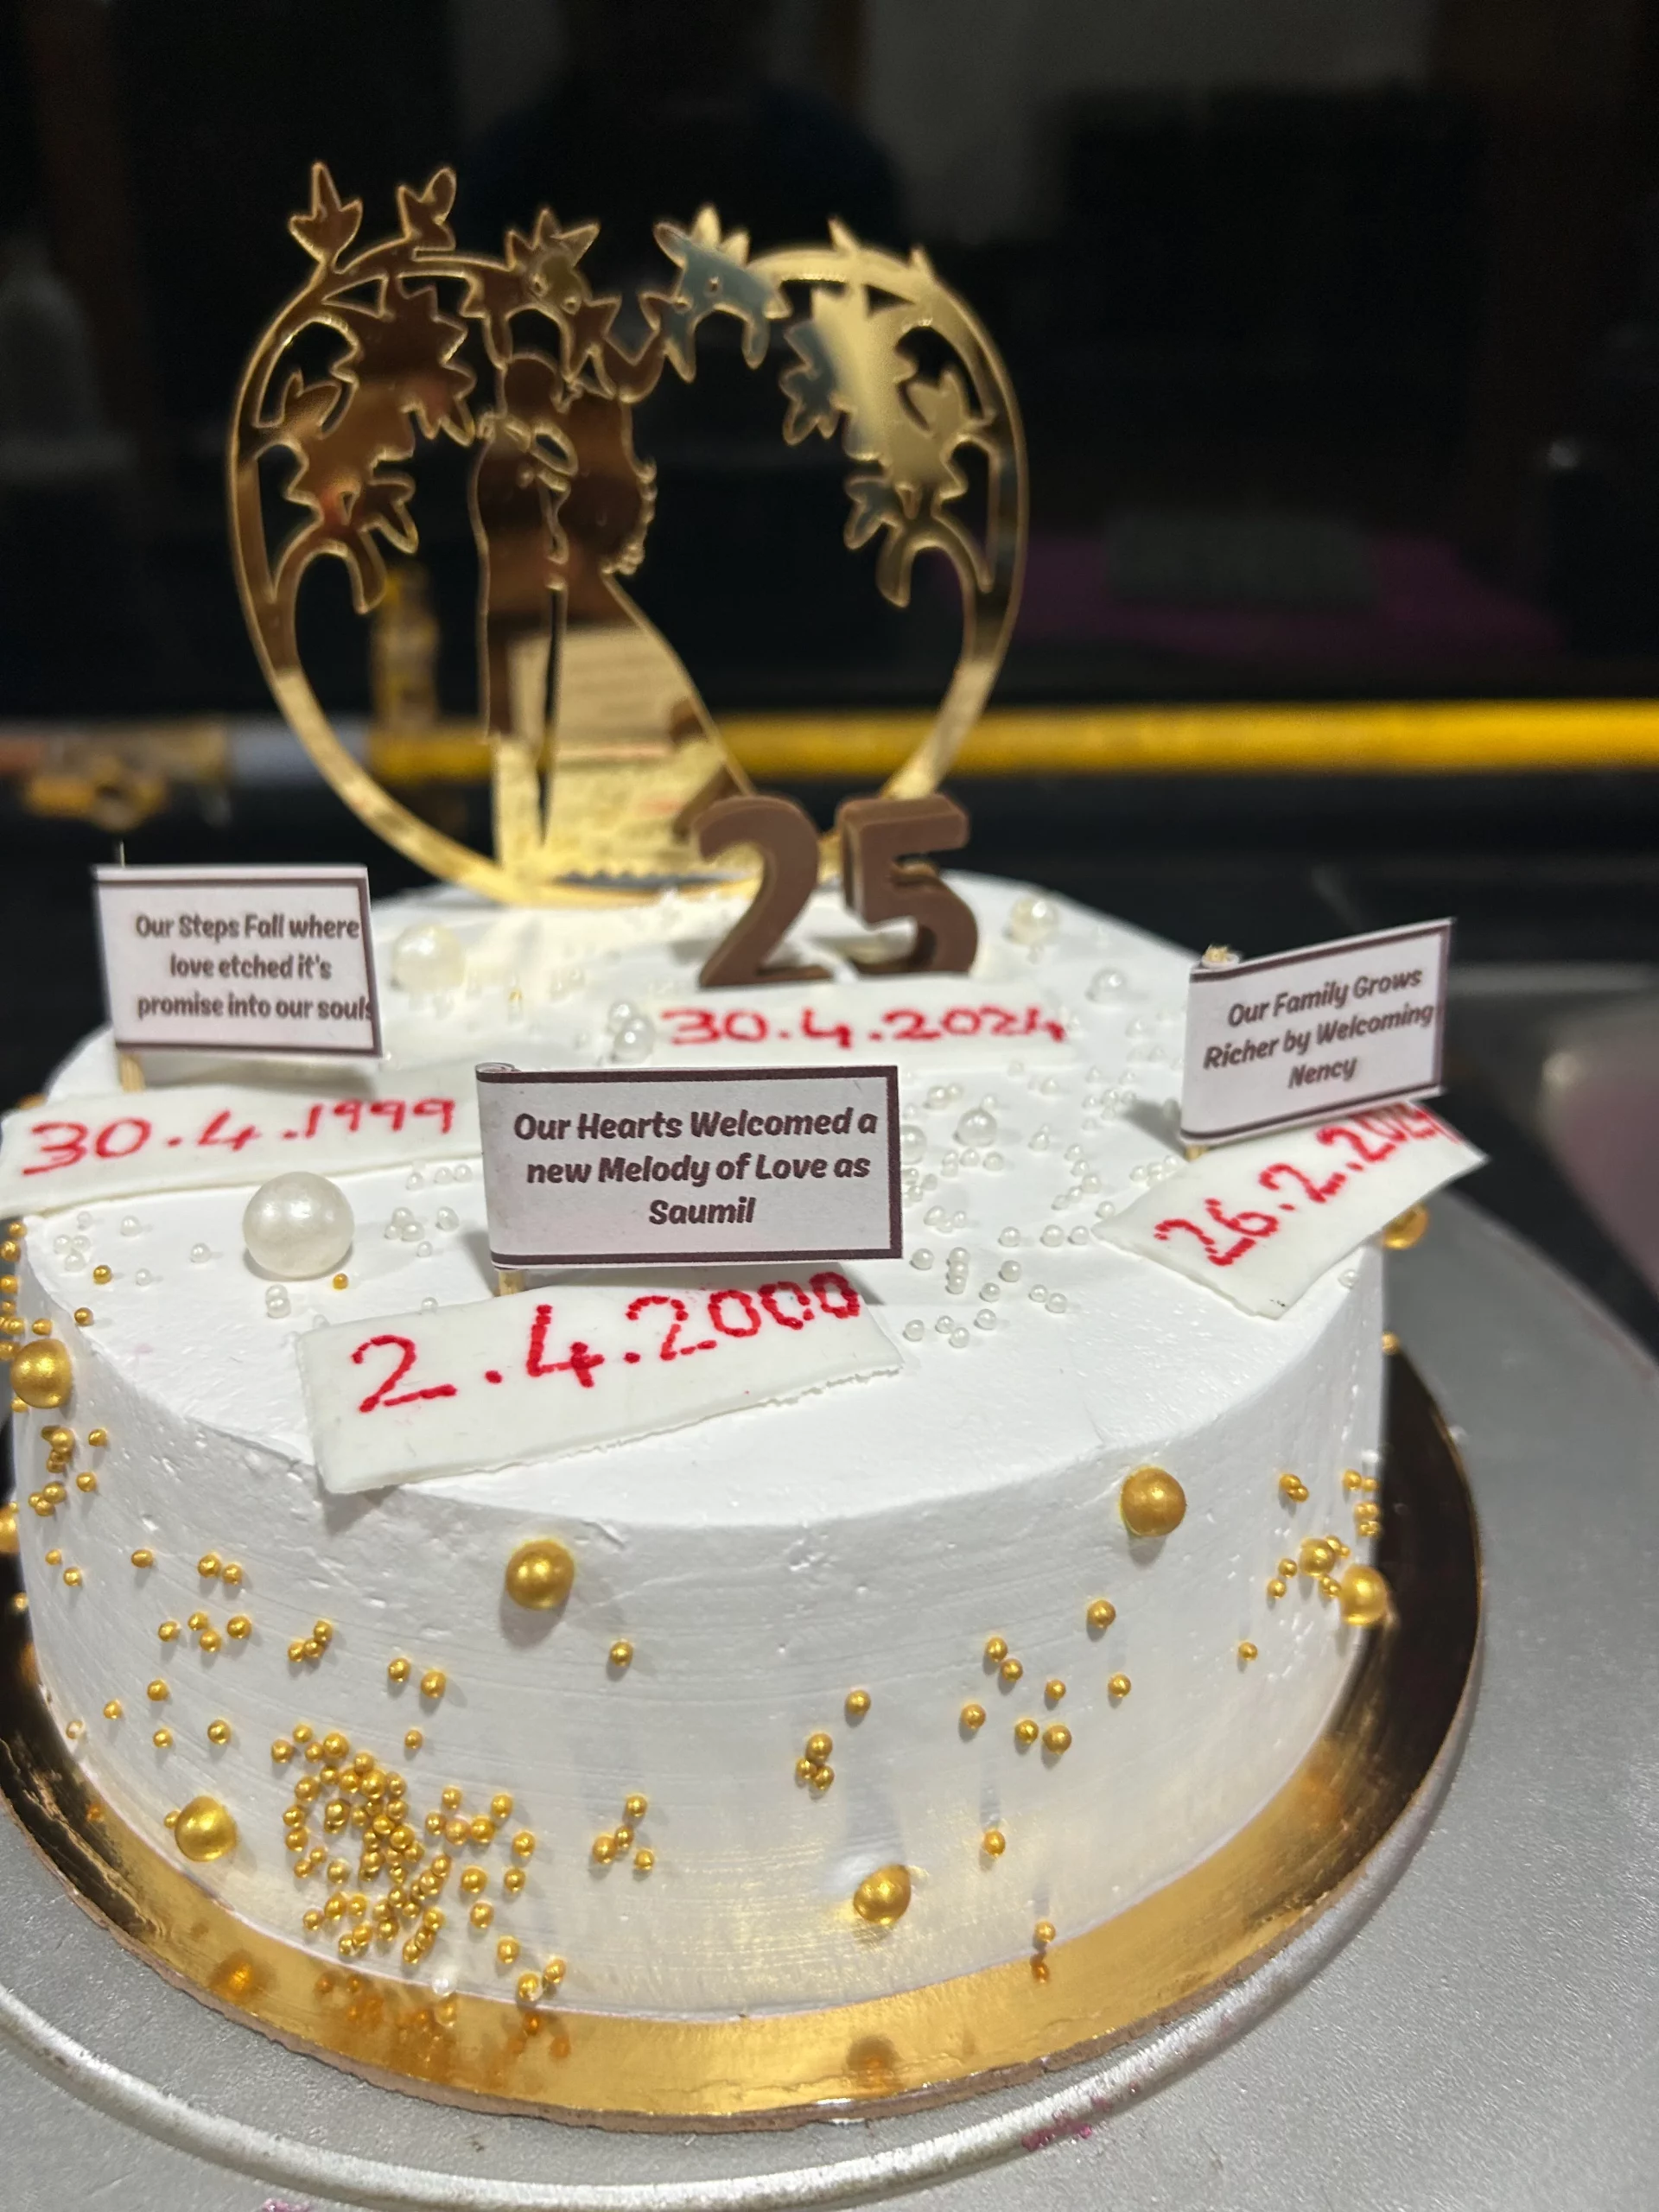 25
30.4.2024
Our Steps Fall where
love etched it's
promise into our souls
30.4.1999
Our Hearts Welcomed a
new Melody of Love as
Saumil
2.4.2000
Our Family Grows
Richer by Welcoming
Nency